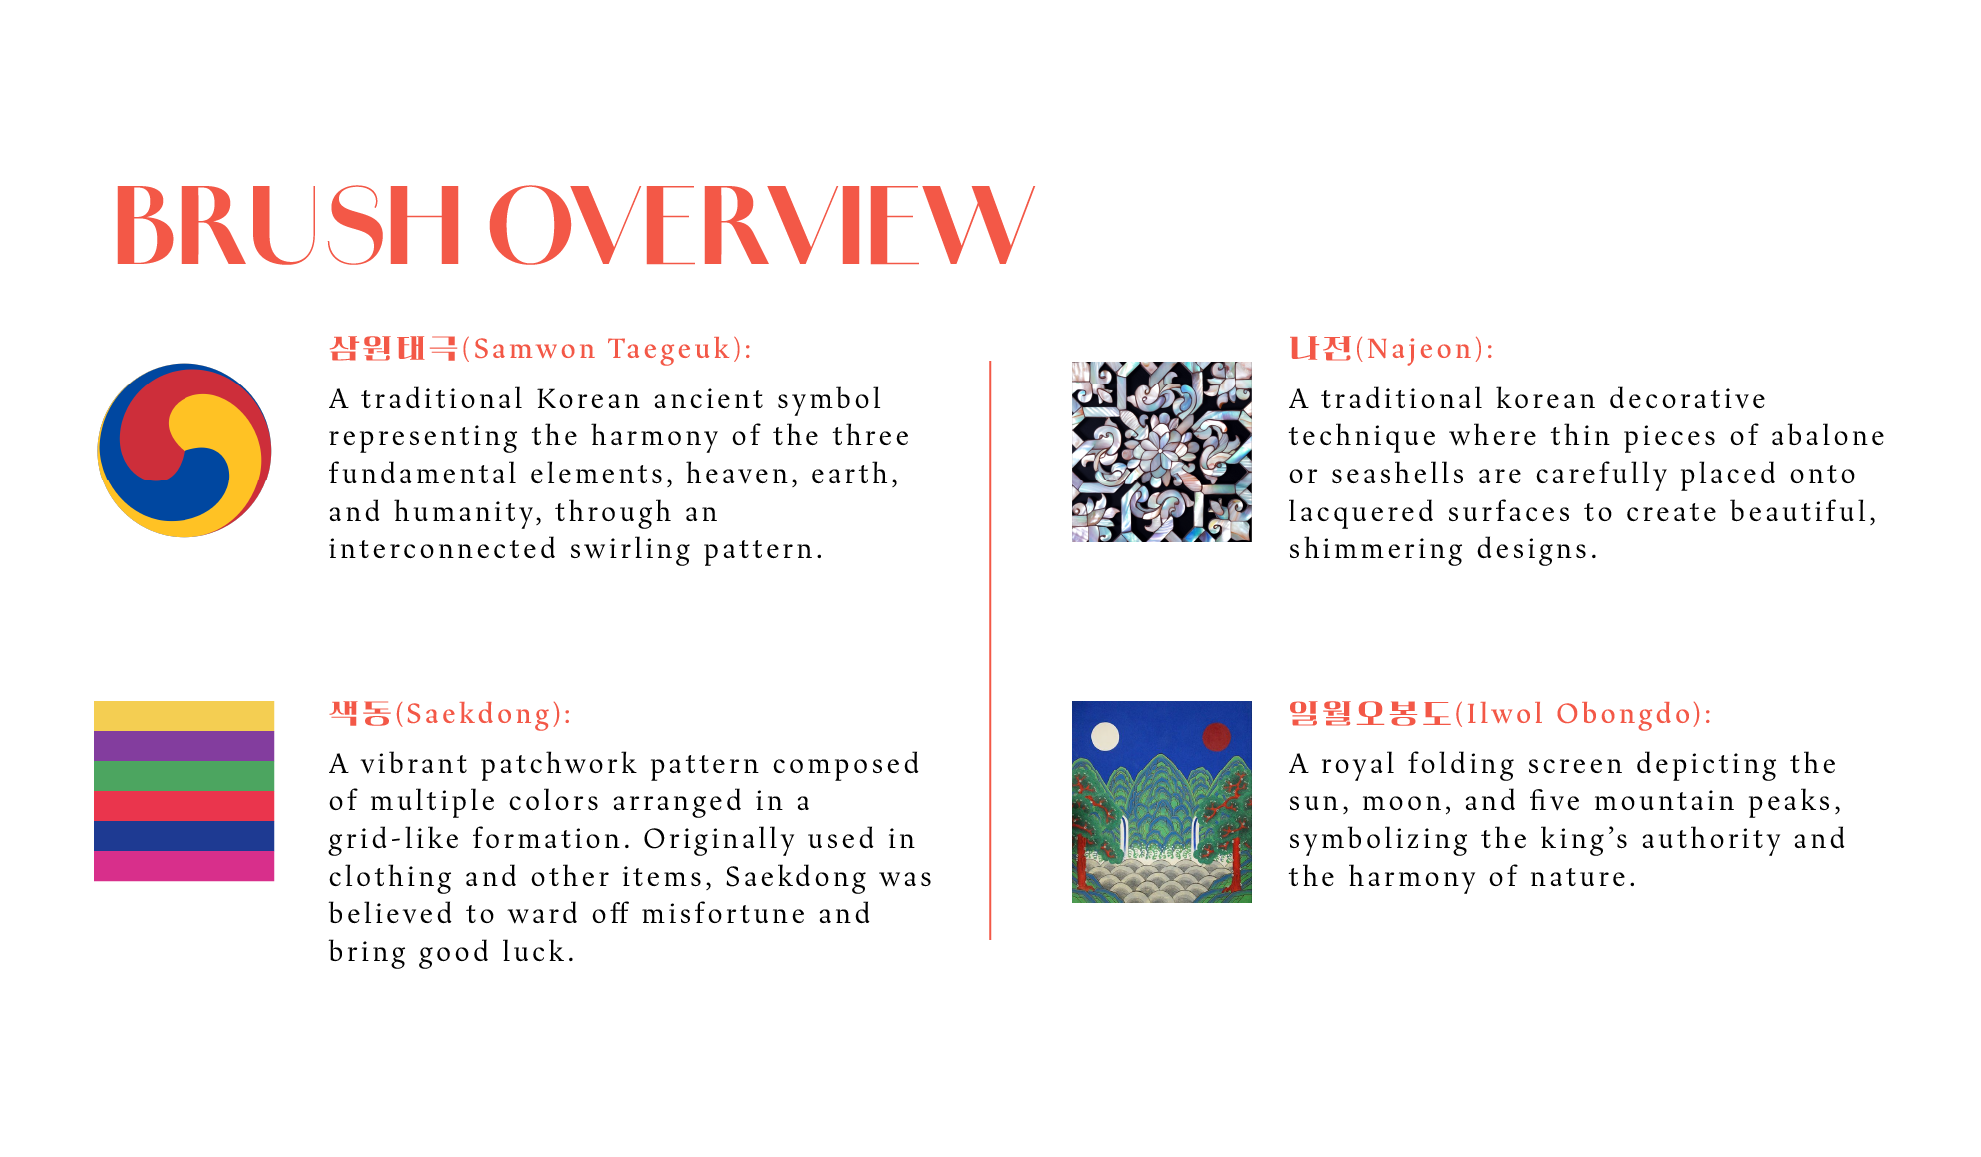 BRUSH OVERVIEW
삼원태극(Samwon Taegeuk):
A traditional Korean ancient symbol
representing the harmony of the three
fundamental elements, heaven, earth,
and humanity, through an
interconnected swirling pattern.
색동(Saekdong):
A vibrant patchwork pattern composed
of multiple colors arranged in a
grid-like formation. Originally used in
clothing and other items, Saekdong was
believed to ward off misfortune and
bring good luck.
나전(Najeon):
A traditional korean decorative
technique where thin pieces of abalone
or seashells are carefully placed onto
lacquered surfaces to create beautiful,
shimmering designs.
일월오봉도(Ilwol Obongdo):
A royal folding screen depicting the
sun, moon, and five mountain peaks,
symbolizing the king’s authority and
the harmony of nature.